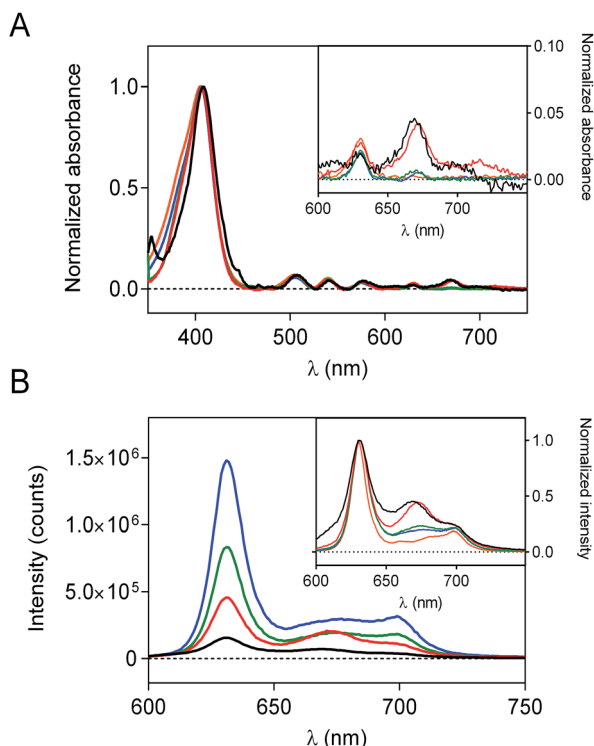 A
Normalized absorbance
1.0
0.5
0.0
400 500 600 700
λ (nm)
0.10
0.05
0.00
600 650 700
λ (nm)
Normalized absorbance
B
Intensity (counts)
1.5×10⁶
1.0×10⁶
5.0×10⁵
0
600 650 700 750
λ (nm)
1.0
0.5
0.0
600 650 700
λ (nm)
Normalized intensity